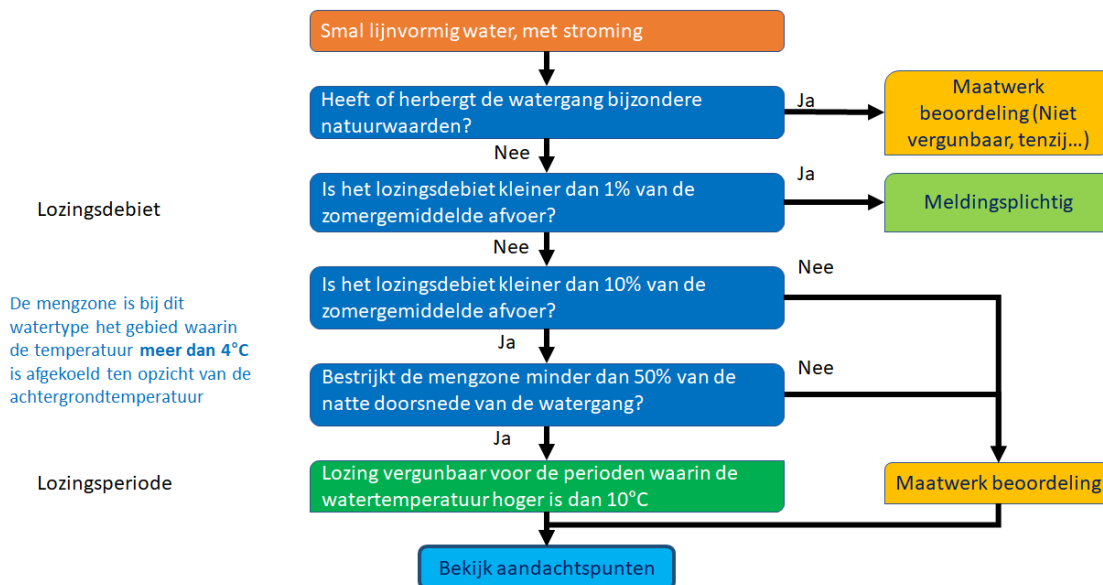 Smal lijnvormig water, met stroming
Heeft of herbergt de watergang bijzondere
natuurwaarden?
Ja
Maatwerk
beoordeling (Niet
vergunbaar, tenzij...)
Nee
Lozingsdebiet
Is het lozingsdebiet kleiner dan 1% van de
zomergemiddelde afvoer?
Ja
Meldingsplichtig
Nee
Is het lozingsdebiet kleiner dan 10% van de
zomergemiddelde afvoer?
Nee
De mengzone is bij dit
watertype het gebied waarin
de temperatuur meer dan 4°C
is afgekoeld ten opzicht van de
achtergrondtemperatuur
Ja
Bestrijkt de mengzone minder dan 50% van de
natte doorsnede van de watergang?
Nee
Ja
Lozingsperiode
Lozing vergunbaar voor de perioden waarin de
watertemperatuur hoger is dan 10°C
Maatwerk beoordeling
Bekijk aandachtspunten